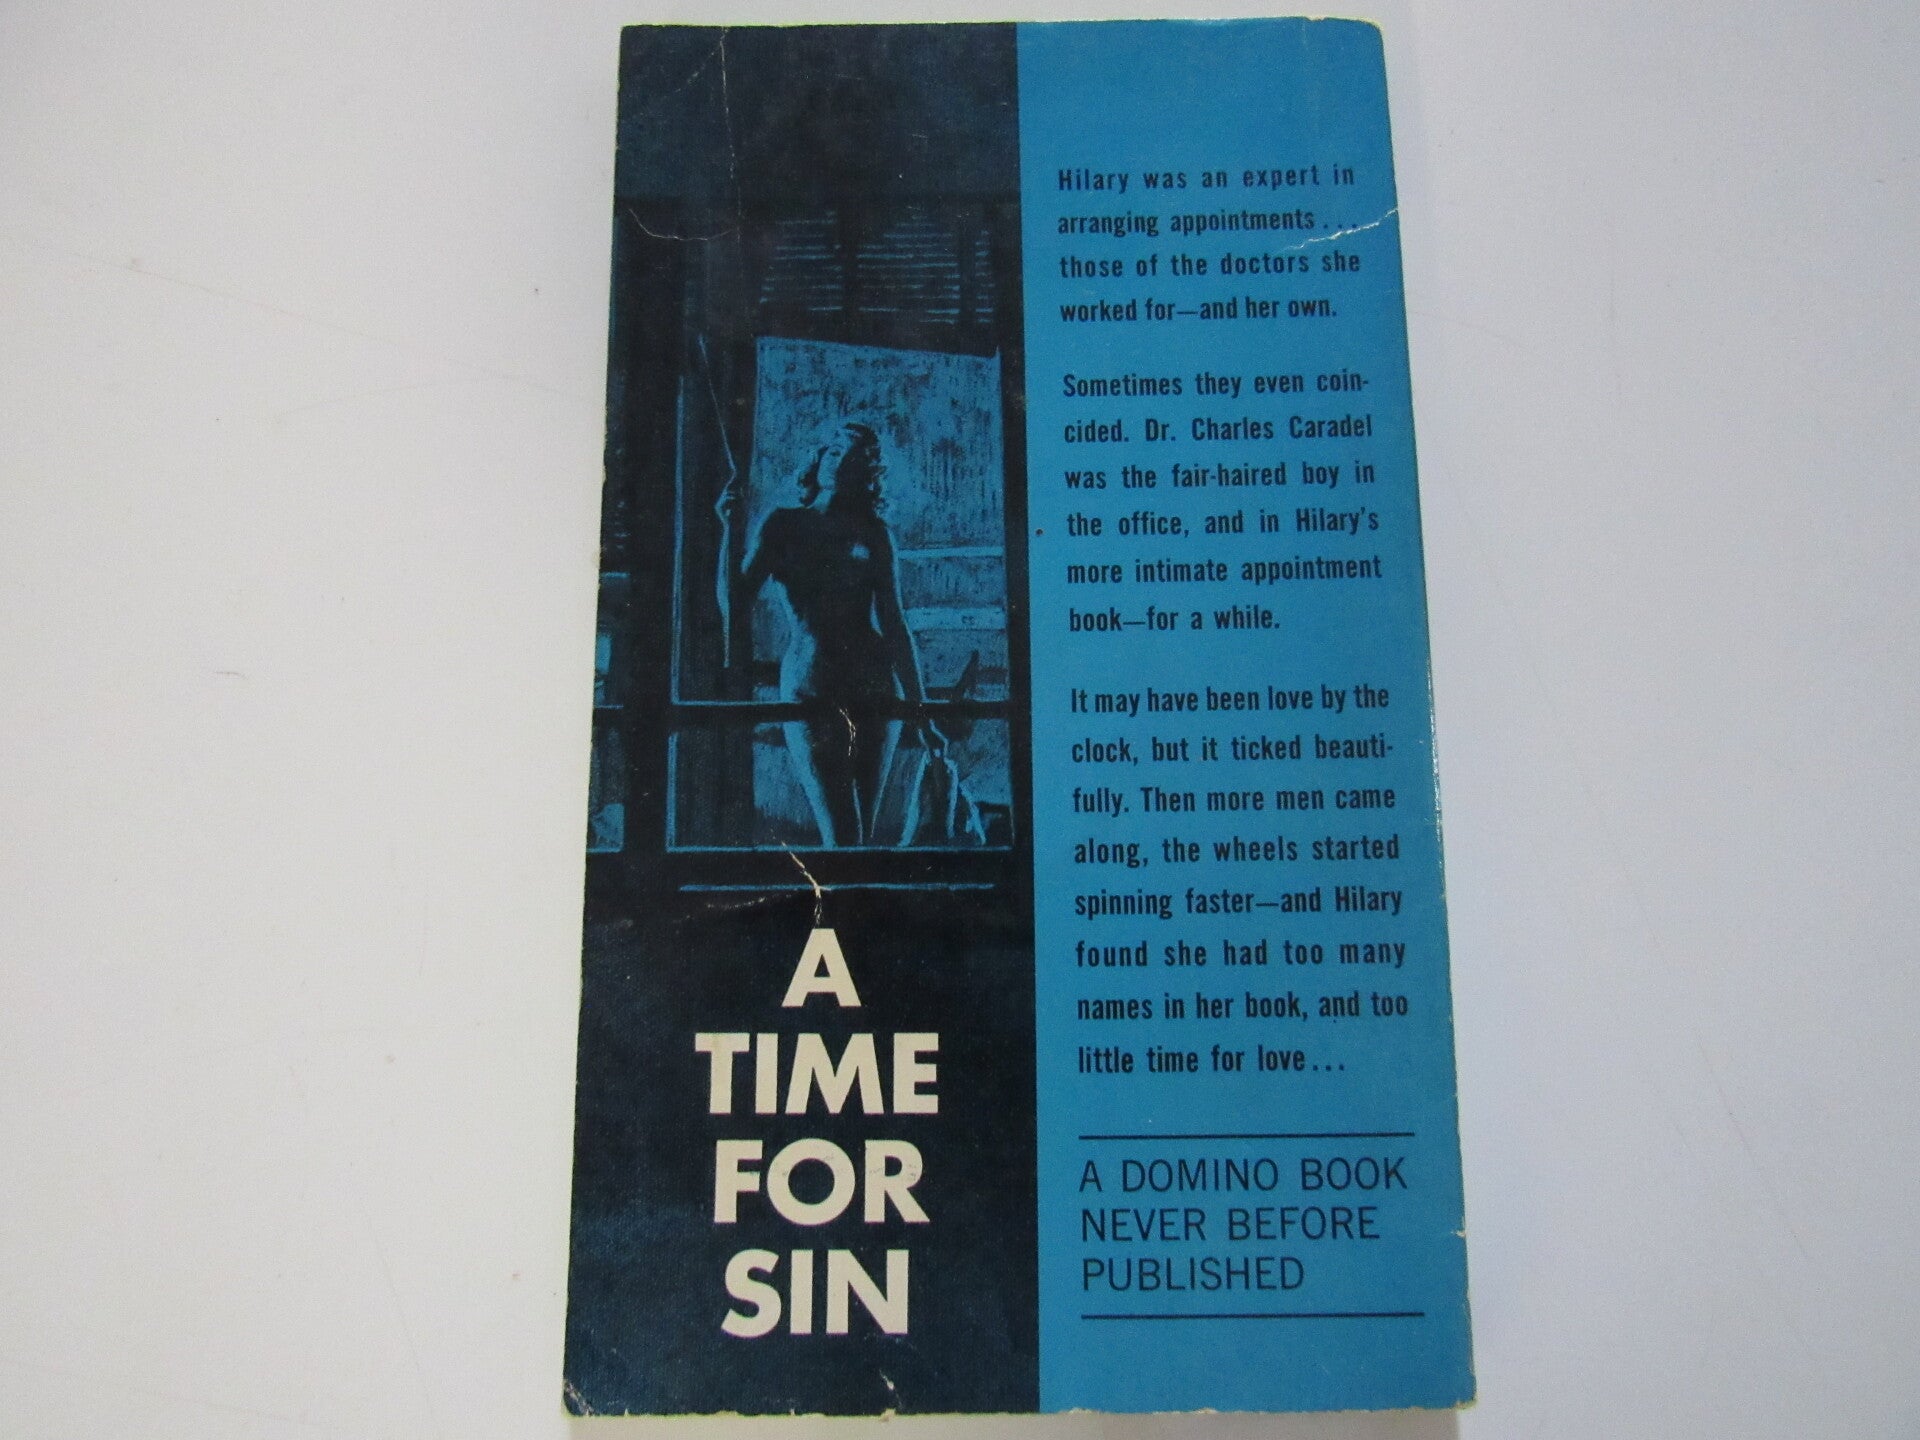 Hilary was an expert in
arranging appointments...
those of the doctors she
worked for—and her own.
Sometimes they even coin-
cided. Dr. Charles Caradel
was the fair-haired boy in
the office, and in Hilary's
more intimate appointment
book—for a while.
It may have been love by the
clock, but it ticked beauti-
fully. Then more men came
along, the wheels started
spinning faster—and Hilary
found she had too many
names in her book, and too
little time for love...
A DOMINO BOOK
NEVER BEFORE
PUBLISHED
A
TIME
FOR
SIN